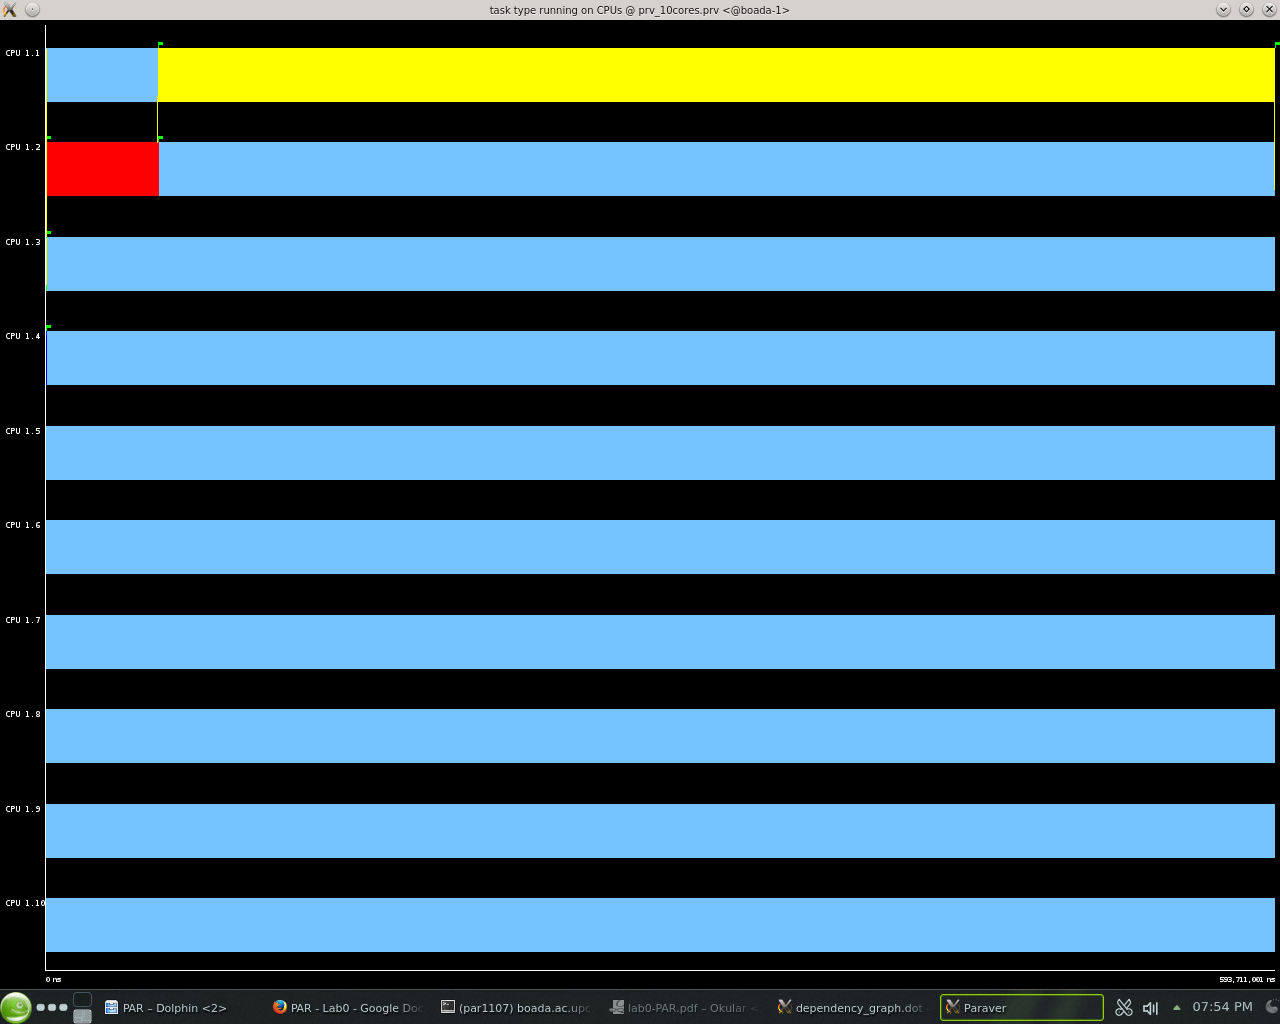 task type running on CPUs @ prv_10cores.prv <@boada-1>
CPU 1.1
CPU 1.2
CPU 1.3
CPU 1.4
CPU 1.5
CPU 1.6
CPU 1.7
CPU 1.8
CPU 1.9
CPU 1.10
0 ns
593,711,001 ns
PAR – Dolphin <2>
PAR - Lab0 - Google Doc
(par1107) boada.ac.upc
lab0-PAR.pdf – Okular <
dependency_graph.dot
Paraver
07:54 PM